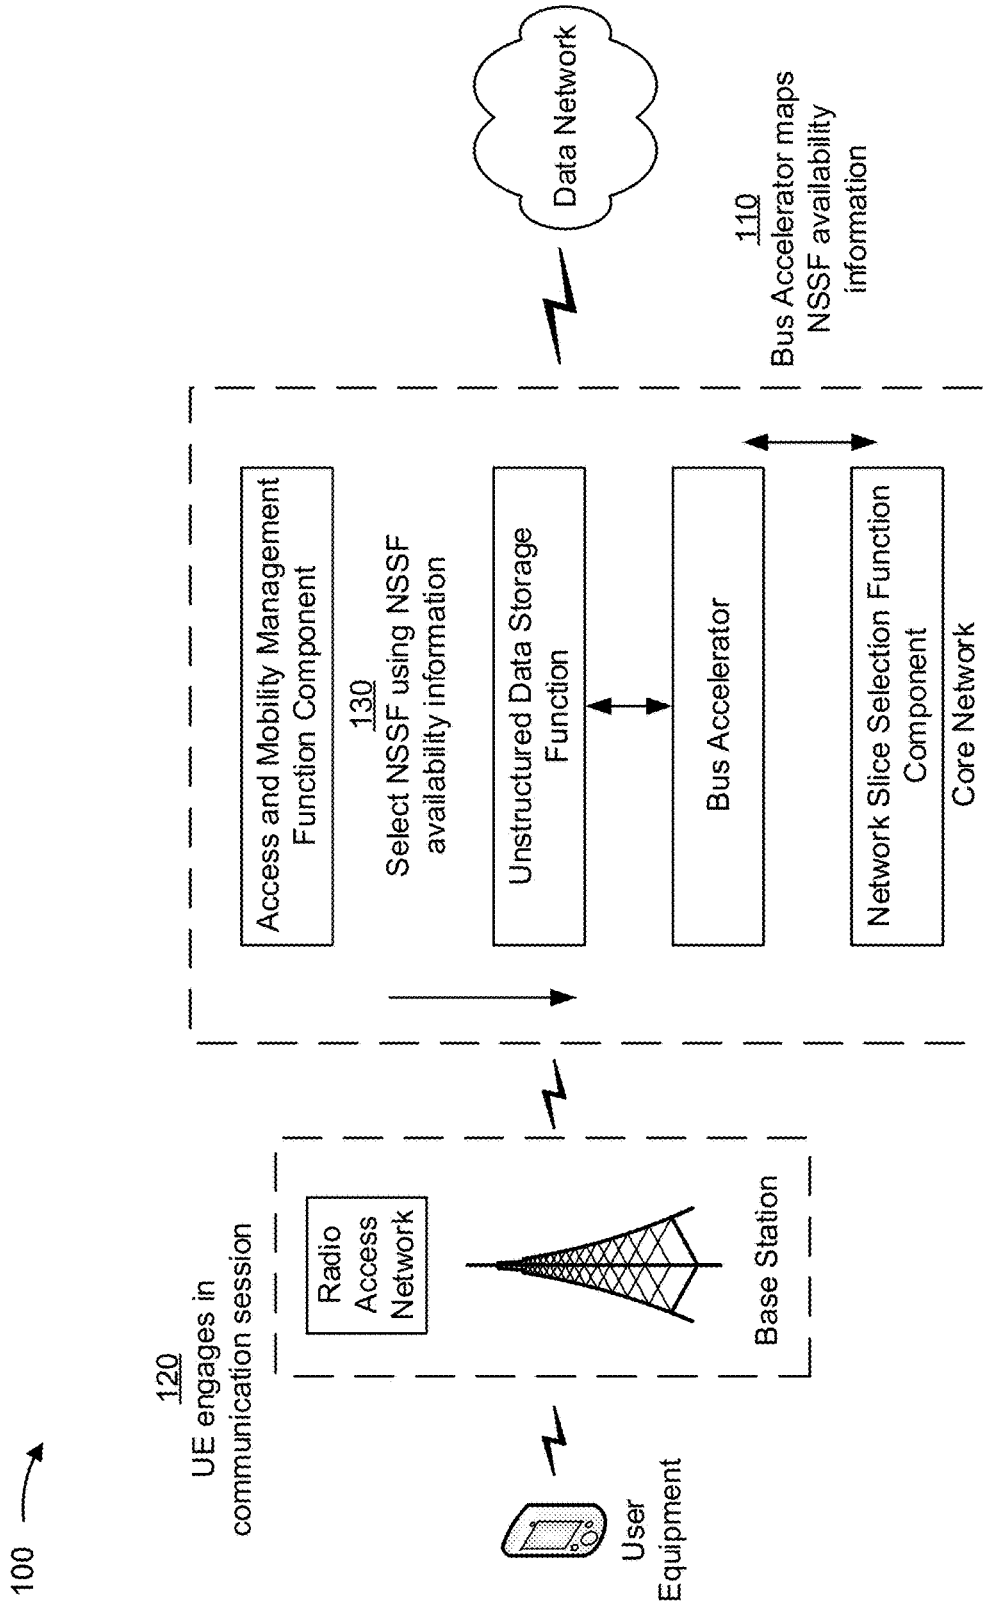 100
120
UE engages in
communication session
Radio
Access
Network
Base Station
User
Equipment
Access and Mobility Management
Function Component
130
Select NSSF using NSSF
availability information
Unstructured Data Storage
Function
Bus Accelerator
Network Slice Selection Function
Component
Core Network
Data Network
110
Bus Accelerator maps
NSSF availability
information